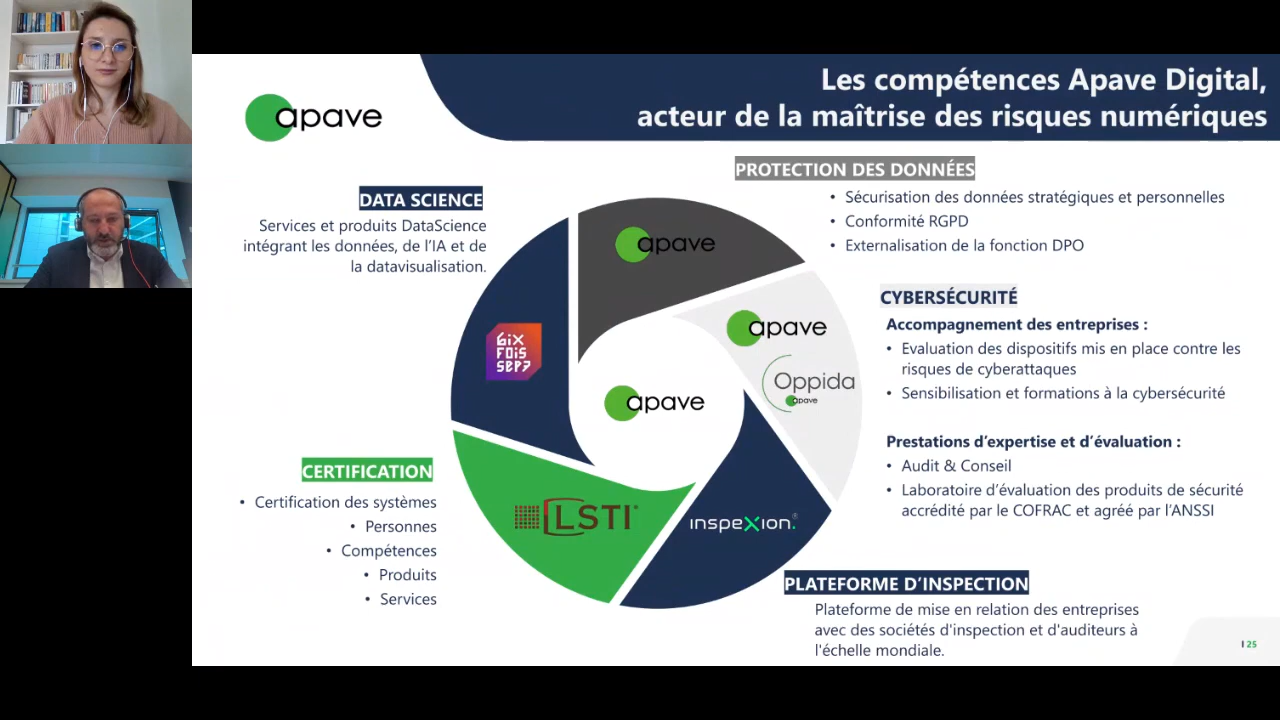 Les compétences Apave Digital,
acteur de la maîtrise des risques numériques
apave
PROTECTION DES DONNÉES
• Sécurisation des données stratégiques et personnelles
• Conformité RGPD
• Externalisation de la fonction DPO
DATA SCIENCE
Services et produits DataScience
intégrant les données, de l’IA et de
la datavisualisation.
apave
CYBERSÉCURITÉ
Accompagnement des entreprises :
• Evaluation des dispositifs mis en place contre les
risques de cyberattaques
• Sensibilisation et formations à la cybersécurité
Prestations d’expertise et d’évaluation :
• Audit & Conseil
• Laboratoire d’évaluation des produits de sécurité
accrédité par le COFRAC et agréé par l’ANSSI
apave
Oppida
apave
6ix
FOIS
SEP7
apave
CERTIFICATION
• Certification des systèmes
• Personnes
• Compétences
• Produits
• Services
LSTI
inspeXion.
PLATEFORME D’INSPECTION
Plateforme de mise en relation des entreprises
avec des sociétés d'inspection et d'auditeurs à
l'échelle mondiale.
I 25